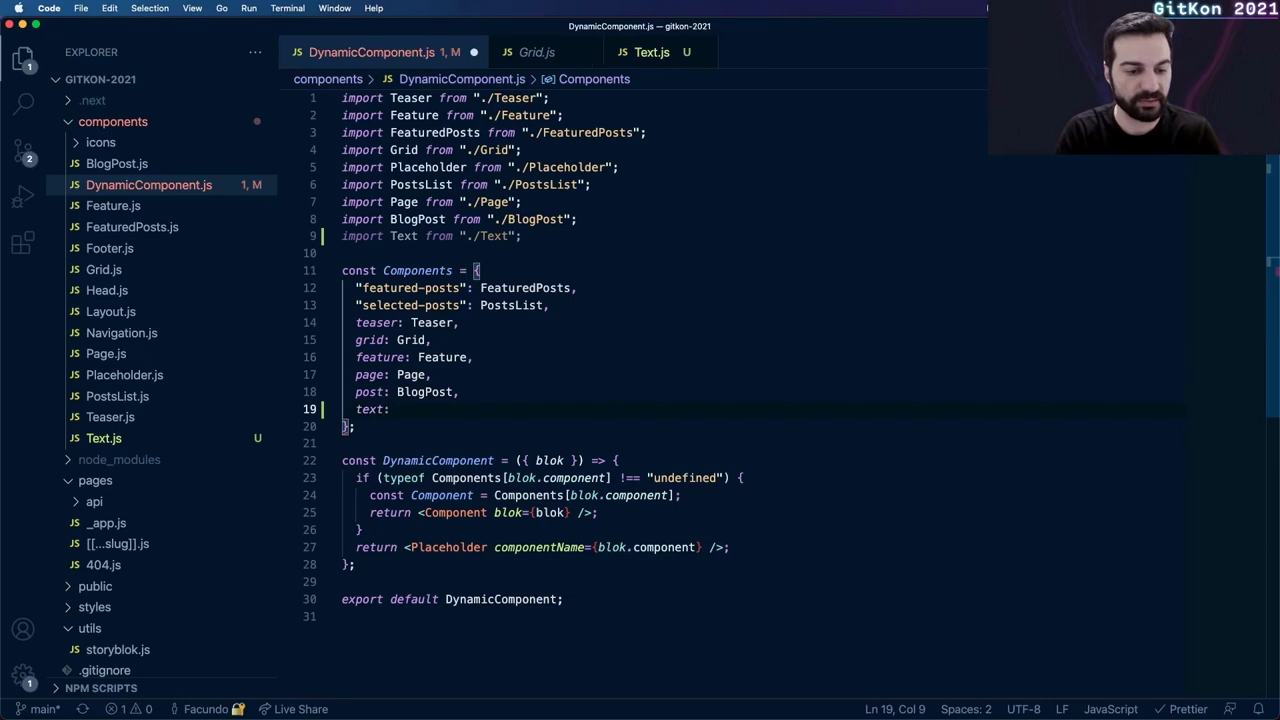 Code File Edit Selection View Go Run Terminal Window Help
GitKon 2021
DynamicComponent.js — gitkon-2021
EXPLORER
DynamicComponent.js 1, M
Grid.js
Text.js U
components > DynamicComponent.js > Components
GITKON-2021
.next
components
icons
BlogPost.js
DynamicComponent.js 1, M
Feature.js
FeaturedPosts.js
Footer.js
Grid.js
Head.js
Layout.js
Navigation.js
Page.js
Placeholder.js
PostsList.js
Teaser.js
Text.js U
node_modules
pages
api
_app.js
[[...slug]].js
404.js
public
styles
utils
storyblok.js
.gitignore
NPM SCRIPTS
1 import Teaser from "./Teaser";
2 import Feature from "./Feature";
3 import FeaturedPosts from "./FeaturedPosts";
4 import Grid from "./Grid";
5 import Placeholder from "./Placeholder";
6 import PostsList from "./PostsList";
7 import Page from "./Page";
8 import BlogPost from "./BlogPost";
9 import Text from "./Text";
10
11 const Components = {
12 "featured-posts": FeaturedPosts,
13 "selected-posts": PostsList,
14 teaser: Teaser,
15 grid: Grid,
16 feature: Feature,
17 page: Page,
18 post: BlogPost,
19 text:
20 };
21
22 const DynamicComponent = ({ blok }) => {
23 if (typeof Components[blok.component] !== "undefined") {
24 const Component = Components[blok.component];
25 return <Component blok={blok} />;
26 }
27 return <Placeholder componentName={blok.component} />;
28 };
29
30 export default DynamicComponent;
31
main* 1 0 Facundo Live Share Ln 19, Col 9 Spaces: 2 UTF-8 LF JavaScript Prettier